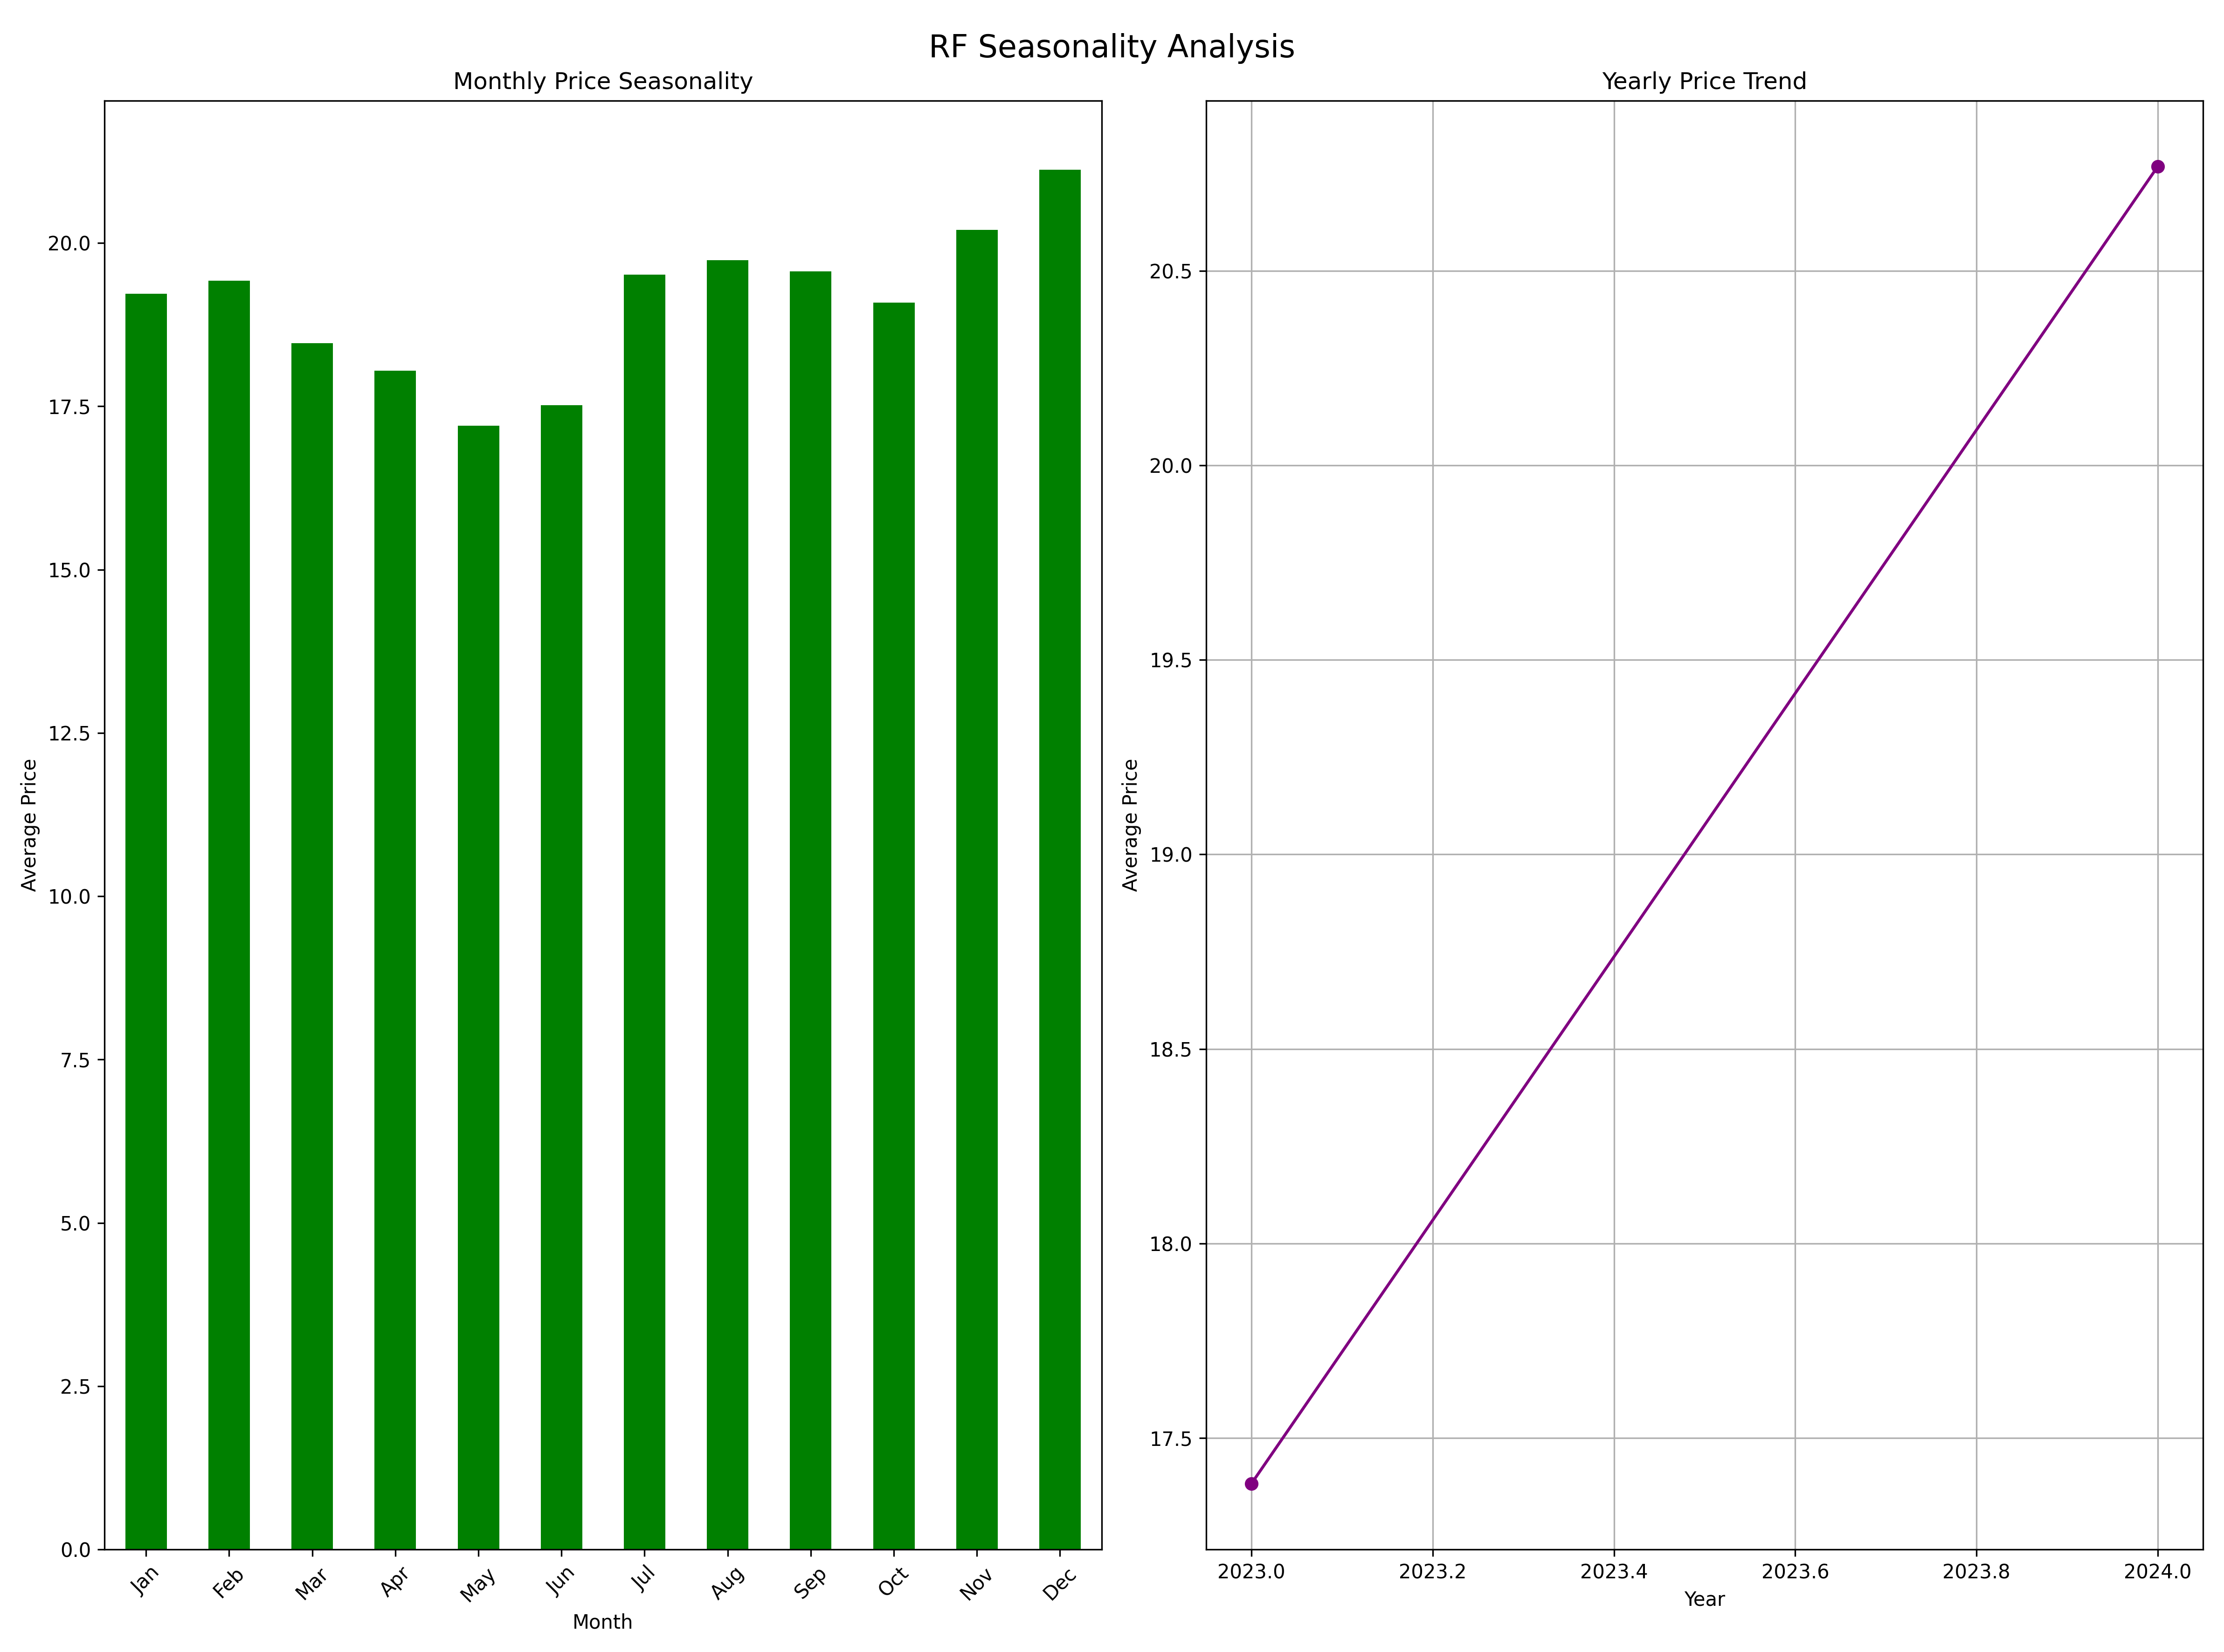 RF Seasonality Analysis
Monthly Price Seasonality
Average Price
20.0
17.5
15.0
12.5
10.0
7.5
5.0
2.5
0.0
Jan
Feb
Mar
Apr
May
Jun
Jul
Aug
Sep
Oct
Nov
Dec
Month
Yearly Price Trend
Average Price
20.5
20.0
19.5
19.0
18.5
18.0
17.5
2023.0
2023.2
2023.4
2023.6
2023.8
2024.0
Year